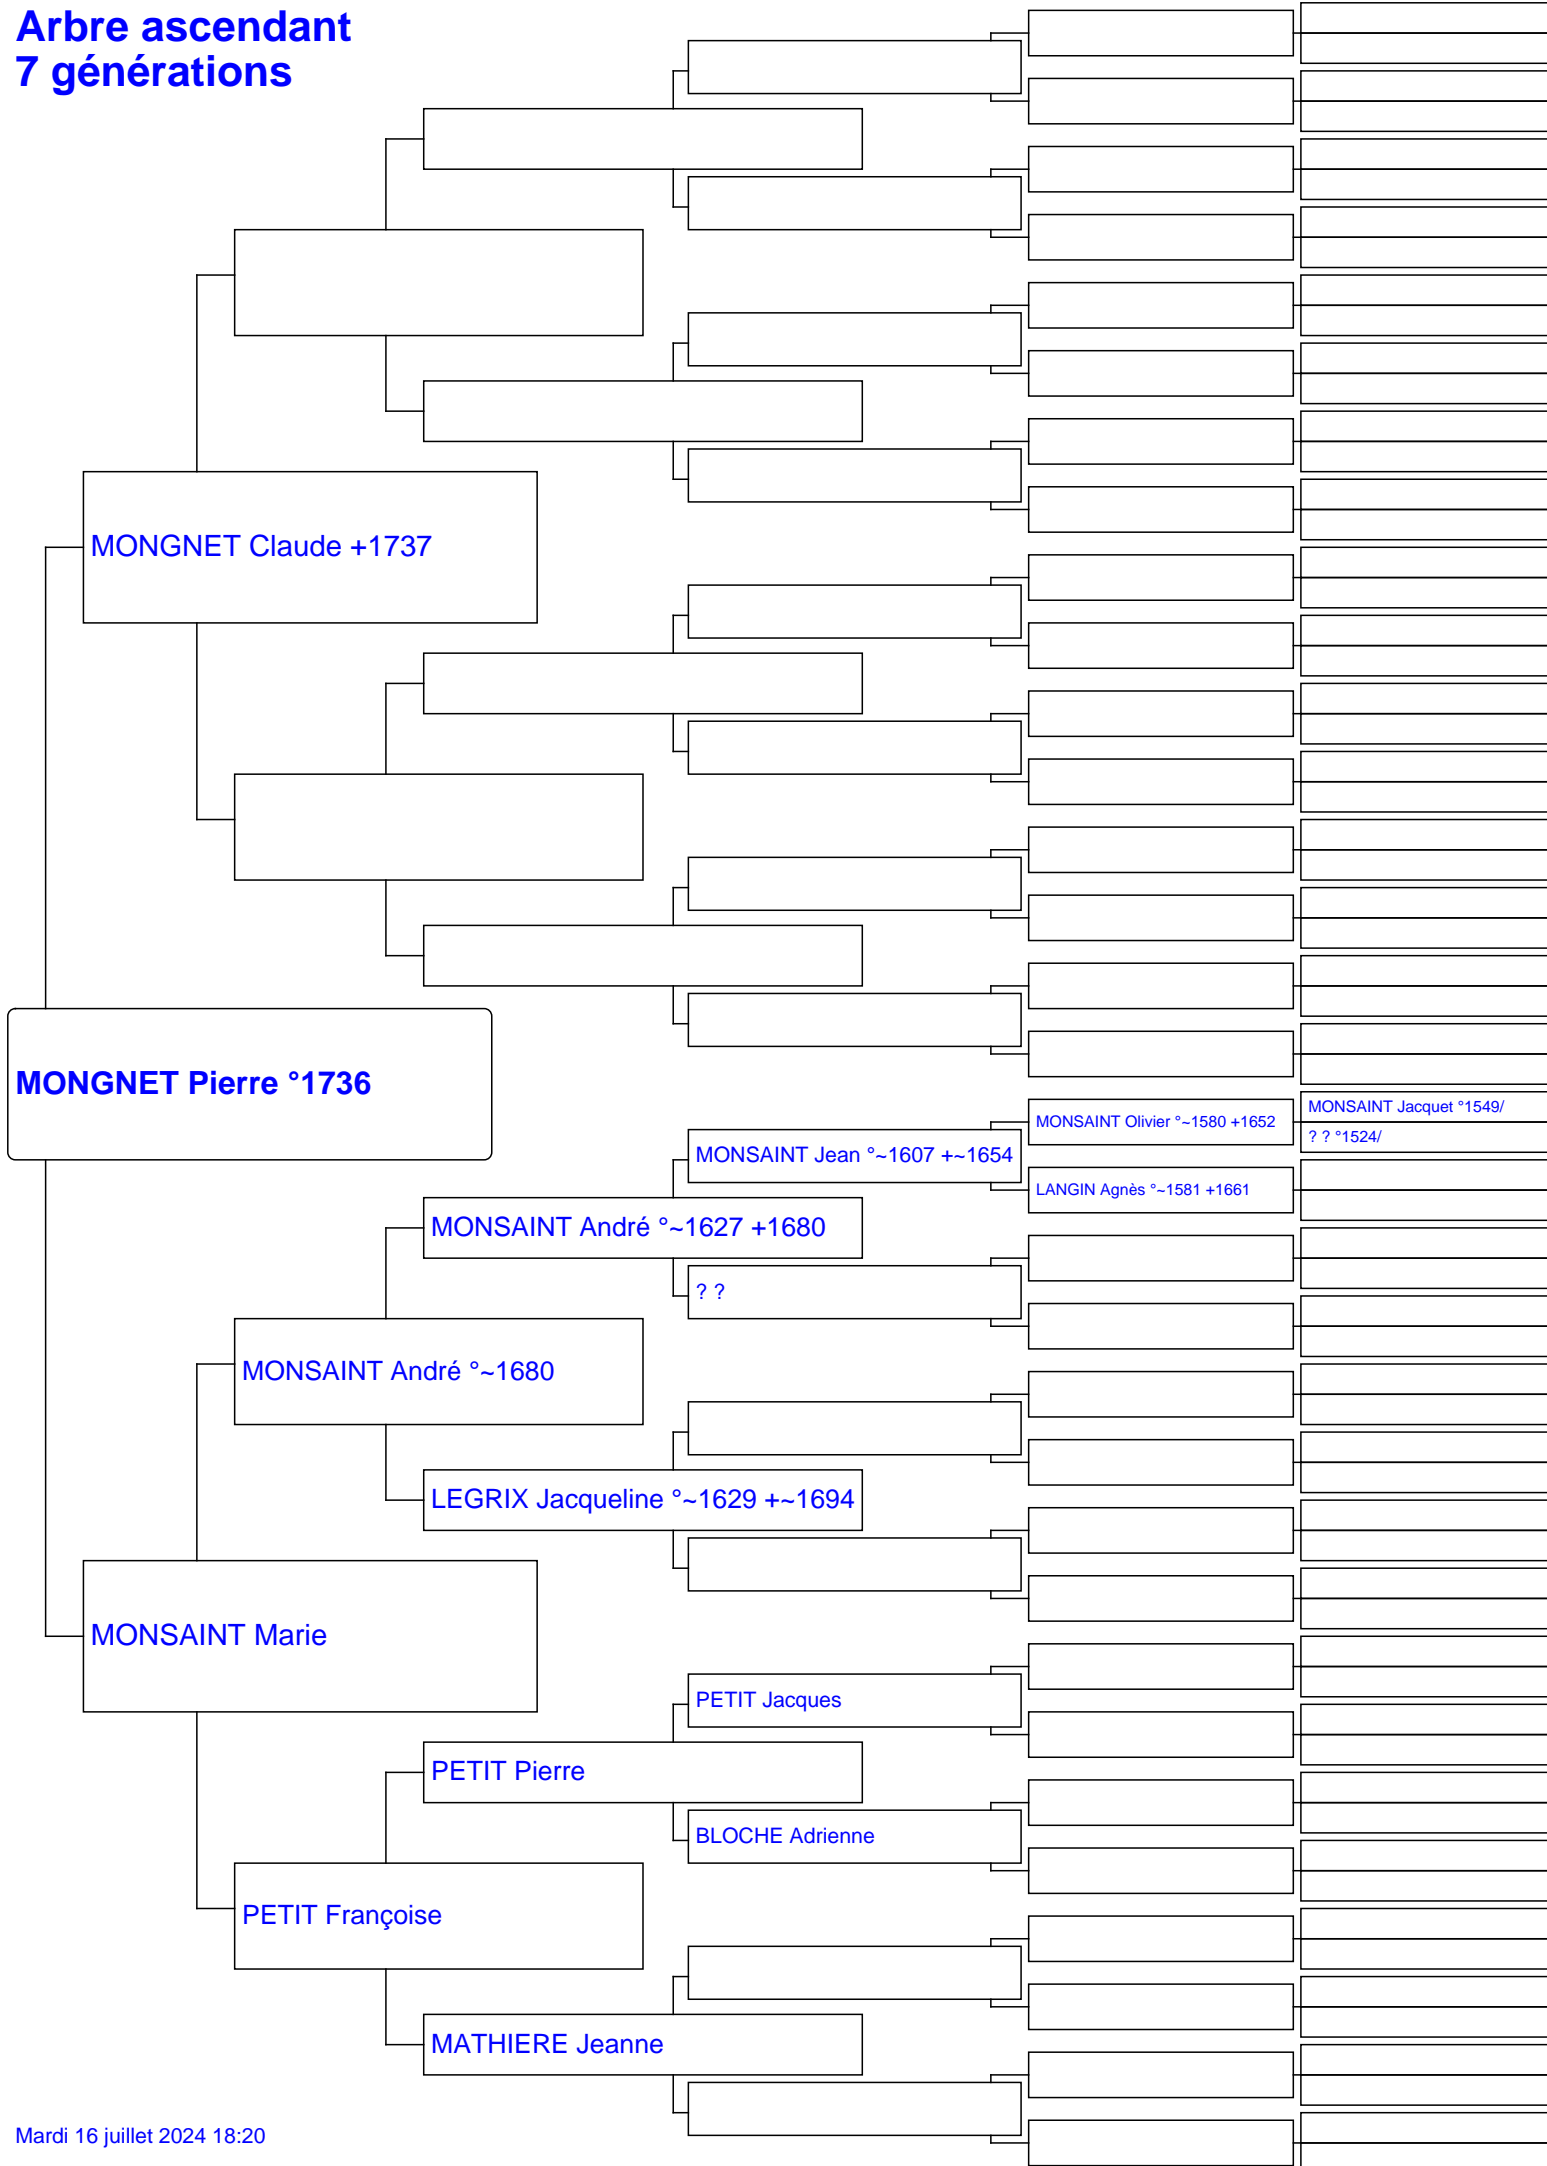 Arbre ascendant
7 générations
MONGNET Claude +1737
MONGNET Pierre °1736
MONSAINT Jacquet °1549/
MONSAINT Olivier °~1580 +1652
? ? °1524/
MONSAINT Jean °~1607 +~1654
LANGIN Agnès °~1581 +1661
MONSAINT André °~1627 +1680
? ?
MONSAINT André °~1680
LEGRIX Jacqueline °~1629 +~1694
MONSAINT Marie
PETIT Jacques
PETIT Pierre
BLOCHE Adrienne
PETIT Françoise
MATHIERE Jeanne
Mardi 16 juillet 2024 18:20